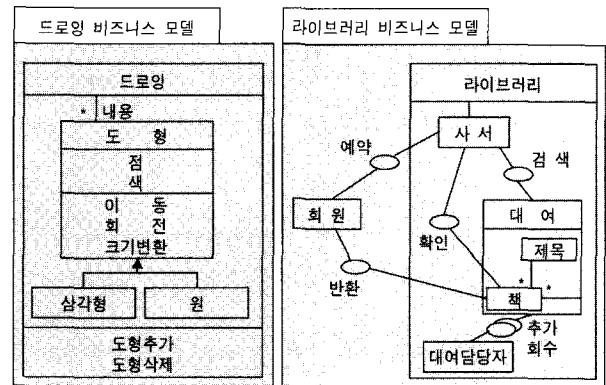 드로잉 비즈니스 모델
드로잉
* 내용
도 형
점
색
이 동
회 전
크기변환
삼각형
원
도형추가
도형삭제
라이브러리 비즈니스 모델
라이브러리
사 서
예약
검 색
회 원
대 여
확인
제목
반환
* *
책
추가
회수
대여담당자